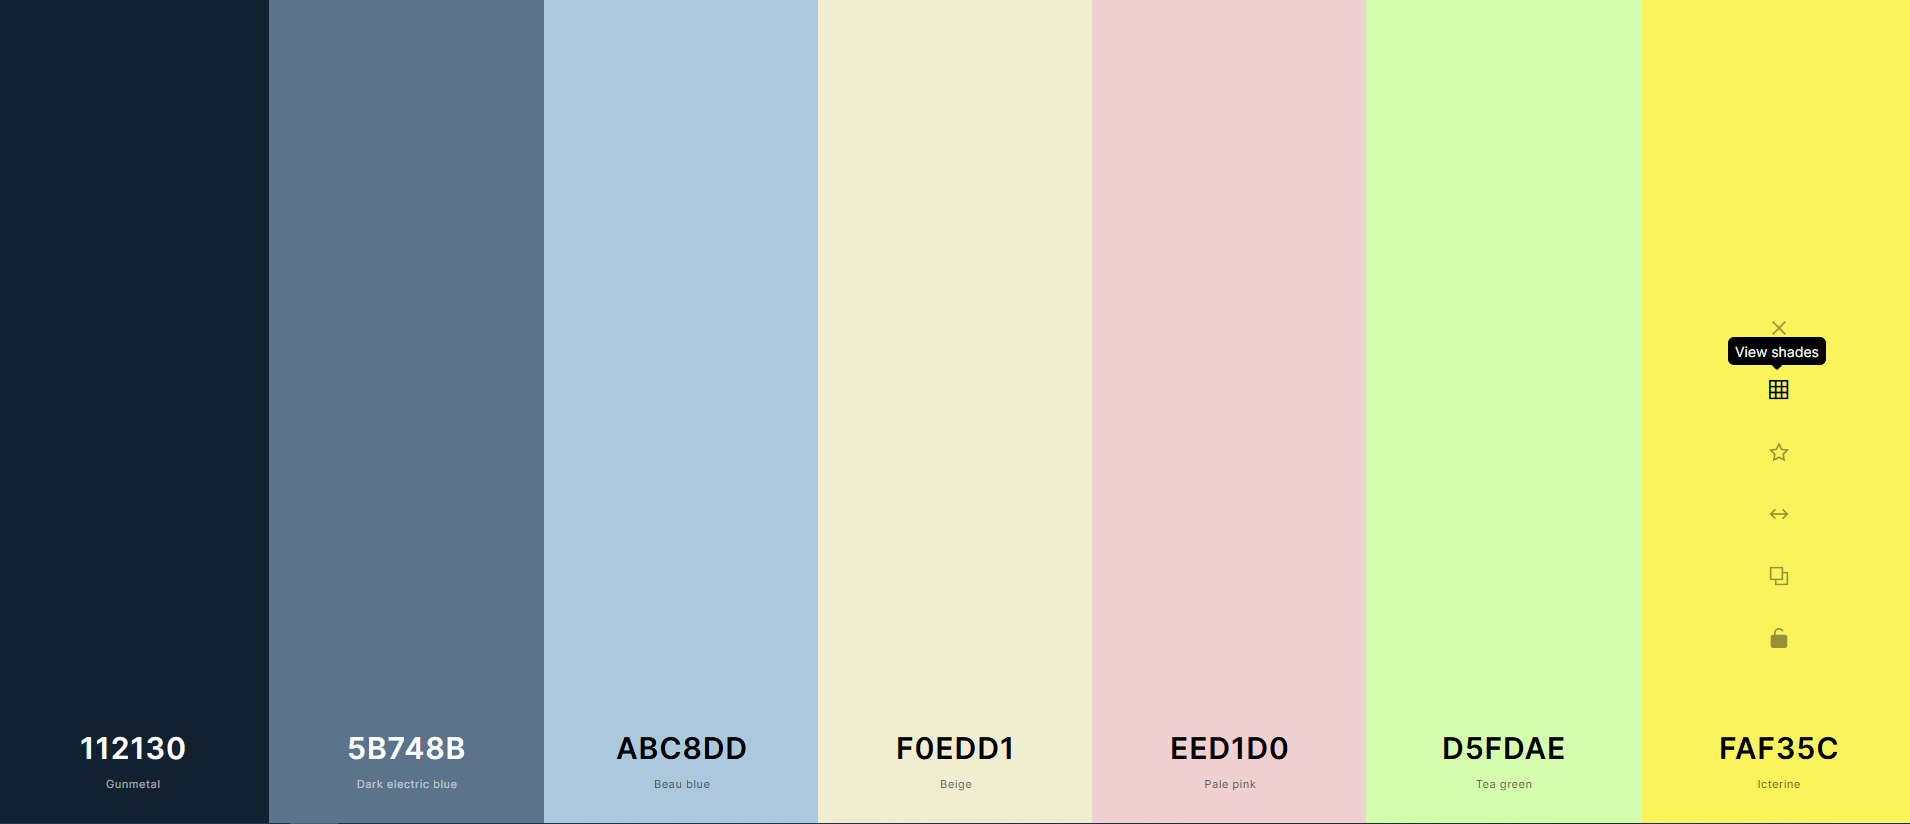 View shades
112130
Gunmetal
5B748B
Dark electric blue
ABC8DD
Beau blue
F0EDD1
Beige
EED1D0
Pale pink
D5FDAE
Tea green
FAF35C
Icterine